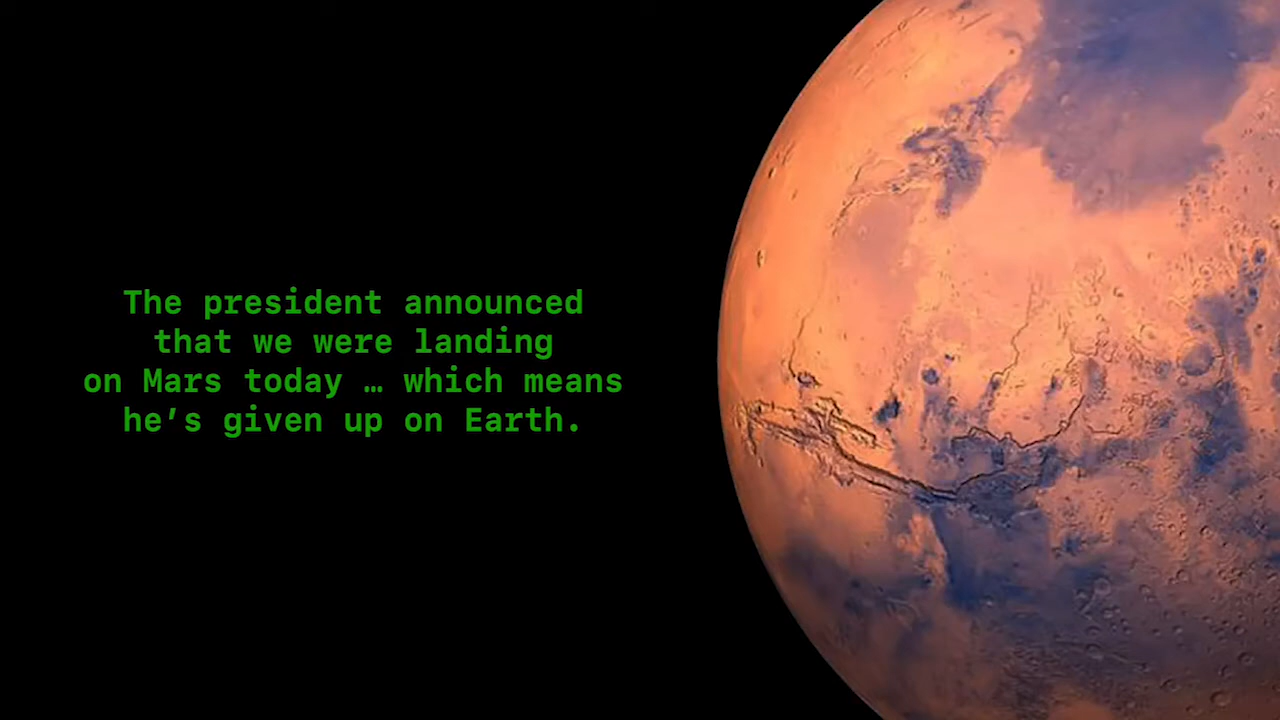 The president announced
that we were landing
on Mars today … which means
he’s given up on Earth.